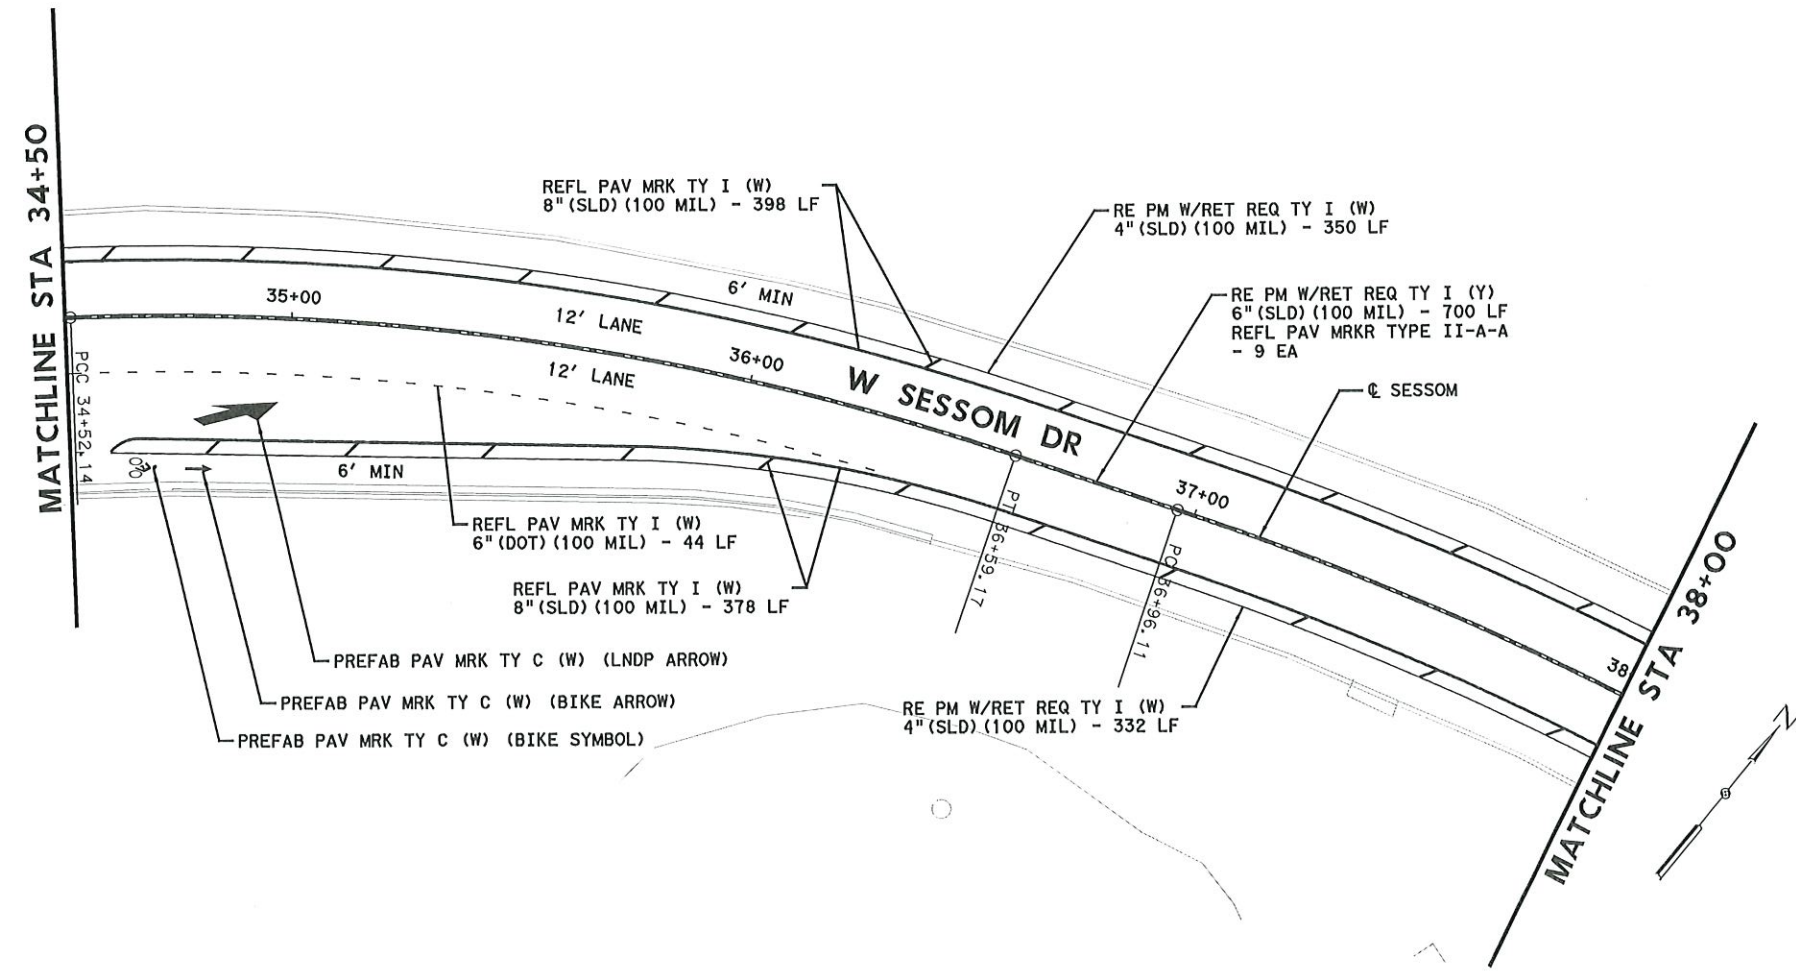 MATCHLINE STA 34+50
REFL PAV MRK TY I (W)
8"(SLD)(100 MIL) - 398 LF
RE PM W/RET REQ TY I (W)
4"(SLD)(100 MIL) - 350 LF
RE PM W/RET REQ TY I (Y)
6"(SLD)(100 MIL) - 700 LF
REFL PAV MRKR TYPE II-A-A
- 9 EA
℄ SESSOM
6' MIN
35+00
12' LANE
36+00
12' LANE
W SESSOM DR
PCC 34+52.14
6' MIN
37+00
PT 36+59.17
PC 36+96.11
38
REFL PAV MRK TY I (W)
6"(DOT)(100 MIL) - 44 LF
REFL PAV MRK TY I (W)
8"(SLD)(100 MIL) - 378 LF
PREFAB PAV MRK TY C (W) (LNDP ARROW)
PREFAB PAV MRK TY C (W) (BIKE ARROW)
PREFAB PAV MRK TY C (W) (BIKE SYMBOL)
RE PM W/RET REQ TY I (W)
4"(SLD)(100 MIL) - 332 LF
MATCHLINE STA 38+00
N